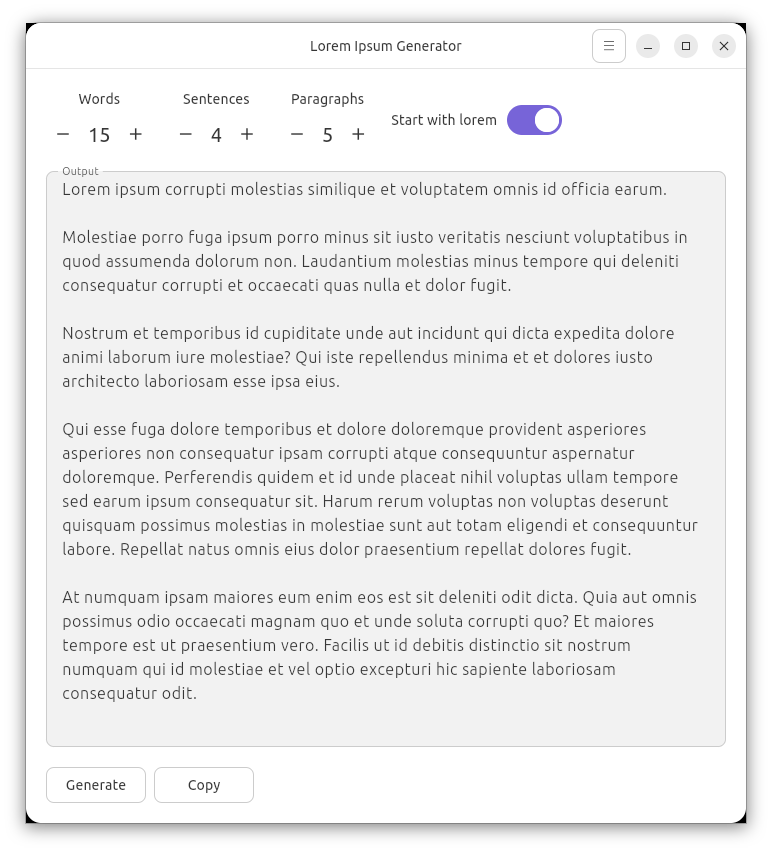 Lorem Ipsum Generator
Words
Sentences
Paragraphs
− 15 +
− 4 +
− 5 +
Start with lorem
Output
Lorem ipsum corrupti molestias similique et voluptatem omnis id officia earum.
Molestiae porro fuga ipsum porro minus sit iusto veritatis nesciunt voluptatibus in
quod assumenda dolorum non. Laudantium molestias minus tempore qui deleniti
consequatur corrupti et occaecati quas nulla et dolor fugit.
Nostrum et temporibus id cupiditate unde aut incidunt qui dicta expedita dolore
animi laborum iure molestiae? Qui iste repellendus minima et et dolores iusto
architecto laboriosam esse ipsa eius.
Qui esse fuga dolore temporibus et dolore doloremque provident asperiores
asperiores non consequatur ipsam corrupti atque consequuntur aspernatur
doloremque. Perferendis quidem et id unde placeat nihil voluptas ullam tempore
sed earum ipsum consequatur sit. Harum rerum voluptas non voluptas deserunt
quisquam possimus molestias in molestiae sunt aut totam eligendi et consequuntur
labore. Repellat natus omnis eius dolor praesentium repellat dolores fugit.
At numquam ipsam maiores eum enim eos est sit deleniti odit dicta. Quia aut omnis
possimus odio occaecati magnam quo et unde soluta corrupti quo? Et maiores
tempore est ut praesentium vero. Facilis ut id debitis distinctio sit nostrum
numquam qui id molestiae et vel optio excepturi hic sapiente laboriosam
consequatur odit.
Generate
Copy